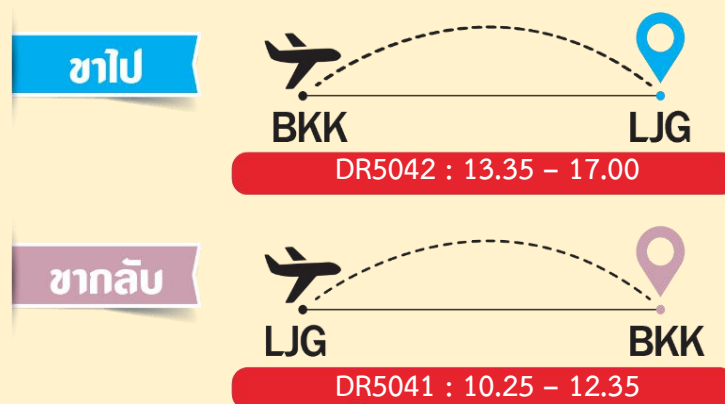 ขาไป
BKK LJG
DR5042 : 13.35 – 17.00
ขากลับ
LJG BKK
DR5041 : 10.25 – 12.35